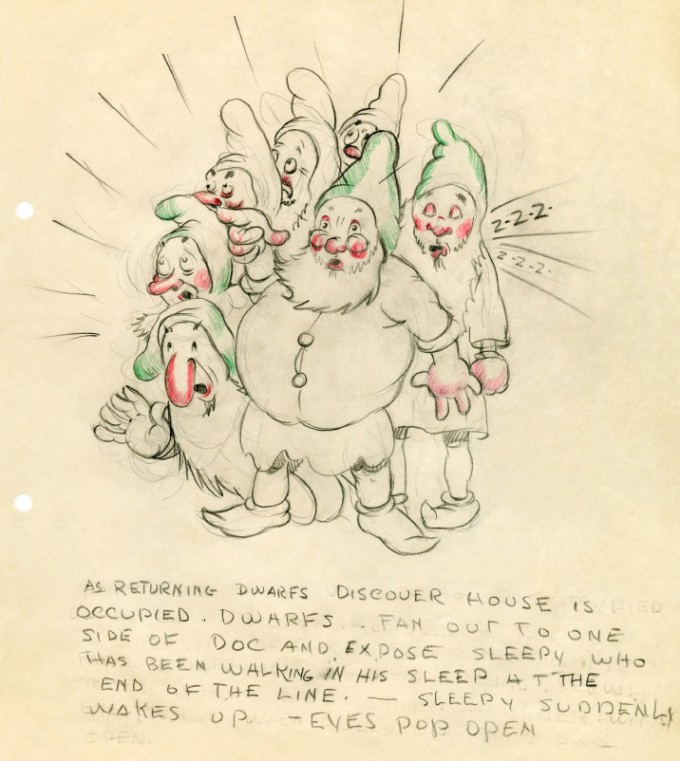 Z-Z-Z.
Z-Z-Z.
AS RETURNING DWARFS DISCOVER HOUSE IS
OCCUPIED. DWARFS - FAN OUT TO ONE
SIDE OF DOC AND EXPOSE SLEEPY WHO
HAS BEEN WALKING IN HIS SLEEP AT THE
END OF THE LINE. — SLEEPY SUDDENLY
WAKES UP - EYES POP OPEN
OPEN.